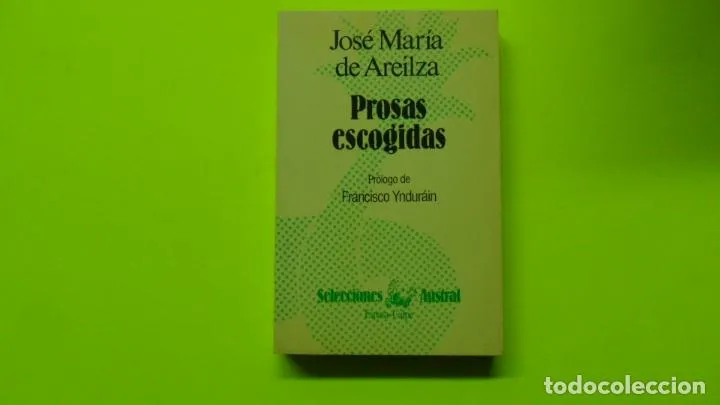 José María
de Areilza
Prosas
escogidas
Prólogo de
Francisco Ynduráin
Selecciones Austral
Espasa-Calpe
todocoleccion